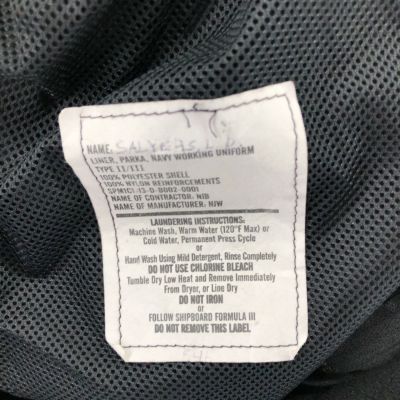 NAME: SALYERS
LINER, PARKA, NAVY WORKING UNIFORM
TYPE II/III
100% POLYESTER SHELL
100% NYLON REINFORCEMENTS
SPM1C1-13-D-B002-0001
NAME OF CONTRACTOR, NIB
NAME OF MANUFACTURER: NJW
LAUNDERING INSTRUCTIONS:
Machine Wash, Warm Water (120°F Max) or
Cold Water, Permanent Press Cycle
or
Hand Wash Using Mild Detergent, Rinse Completely
DO NOT USE CHLORINE BLEACH
Tumble Dry Low Heat and Remove Immediately
From Dryer, or Line Dry
DO NOT IRON
or
FOLLOW SHIPBOARD FORMULA III
DO NOT REMOVE THIS LABEL